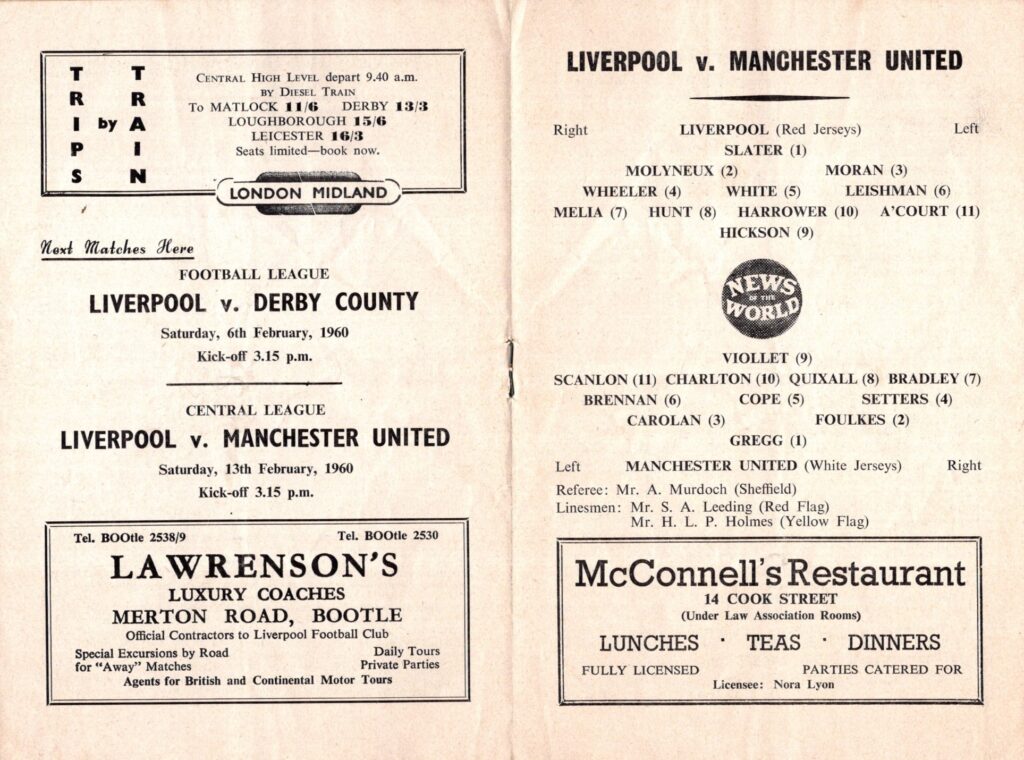 TRIPS by TRAIN
CENTRAL HIGH LEVEL depart 9.40 a.m.
BY DIESEL TRAIN
To MATLOCK 11/6 DERBY 13/3
LOUGHBOROUGH 15/6
LEICESTER 16/3
Seats limited—book now.
LONDON MIDLAND
Next Matches Here
FOOTBALL LEAGUE
LIVERPOOL v. DERBY COUNTY
Saturday, 6th February, 1960
Kick-off 3.15 p.m.
CENTRAL LEAGUE
LIVERPOOL v. MANCHESTER UNITED
Saturday, 13th February, 1960
Kick-off 3.15 p.m.
Tel. BOOtle 2538/9 Tel. BOOtle 2530
LAWRENSON'S
LUXURY COACHES
MERTON ROAD, BOOTLE
Official Contractors to Liverpool Football Club
Special Excursions by Road Daily Tours
for "Away" Matches Private Parties
Agents for British and Continental Motor Tours
LIVERPOOL v. MANCHESTER UNITED
Right LIVERPOOL (Red Jerseys) Left
SLATER (1)
MOLYNEUX (2) MORAN (3)
WHEELER (4) WHITE (5) LEISHMAN (6)
MELIA (7) HUNT (8) HARROWER (10) A'COURT (11)
HICKSON (9)
NEWS
OF THE
WORLD
VIOLLET (9)
SCANLON (11) CHARLTON (10) QUIXALL (8) BRADLEY (7)
BRENNAN (6) COPE (5) SETTERS (4)
CAROLAN (3) FOULKES (2)
GREGG (1)
Left MANCHESTER UNITED (White Jerseys) Right
Referee: Mr. A. Murdoch (Sheffield)
Linesmen: Mr. S. A. Leeding (Red Flag)
Mr. H. L. P. Holmes (Yellow Flag)
McConnell's Restaurant
14 COOK STREET
(Under Law Association Rooms)
LUNCHES · TEAS · DINNERS
FULLY LICENSED PARTIES CATERED FOR
Licensee: Nora Lyon